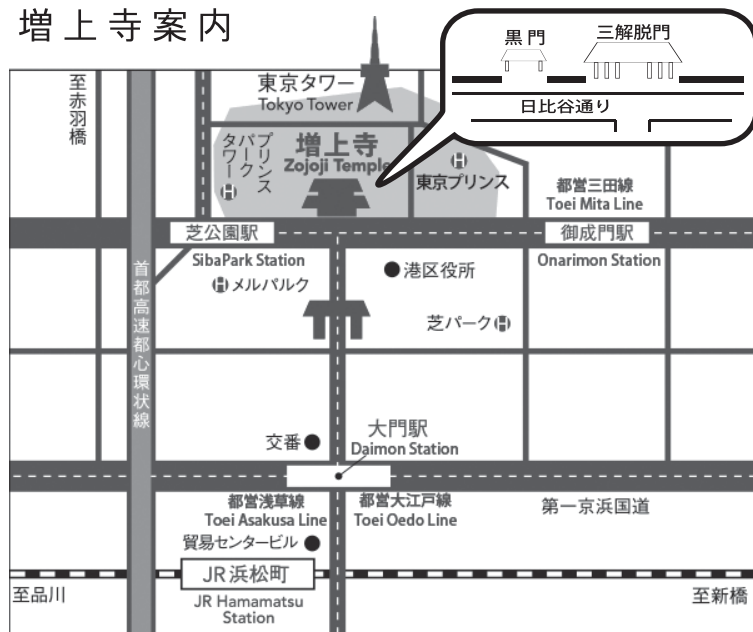 増上寺案内
黒門
三解脱門
日比谷通り
至赤羽橋
東京タワー
Tokyo Tower
プリンス
パーク
タワー
H
増上寺
Zojoji Temple
H
東京プリンス
都営三田線
Toei Mita Line
芝公園駅
SibaPark Station
御成門駅
Onarimon Station
首都高速都心環状線
H メルパルク
港区役所
芝パーク H
交番
大門駅
Daimon Station
都営浅草線
Toei Asakusa Line
都営大江戸線
Toei Oedo Line
第一京浜国道
貿易センタービル
JR浜松町
JR Hamamatsu
Station
至品川
至新橋